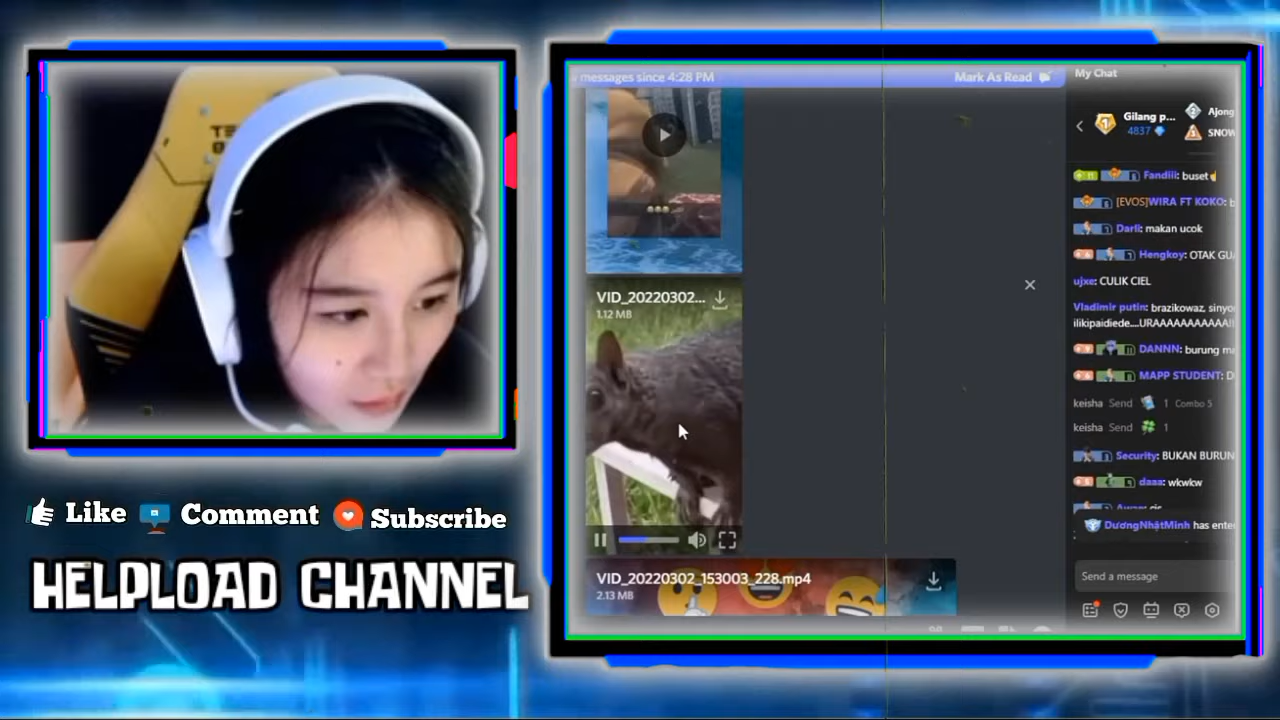 messages since 4:28 PM
Mark As Read
VID_20220302...
1.12 MB
VID_20220302_153003_228.mp4
2.13 MB
My Chat
Gilang p...
4837
Ajong
SNOW
Fandiii: buset
[EVOS]WIRA FT KOKO:
Darli: makan ucok
Hengkoy: OTAK GU
ujxe: CULIK CIEL
Vladimir putin: brazikowaz, sinyo
ilikipaidiede....URAAAAAAAAAI!
DANNN: burung ma
MAPP STUDENT: D
keisha Send 1 Combo 5
keisha Send 1
Security: BUKAN BURUN
daaa: wkwkw
DươngNhậtMinh has ente
Send a message
Like Comment Subscribe
HELPLOAD CHANNEL